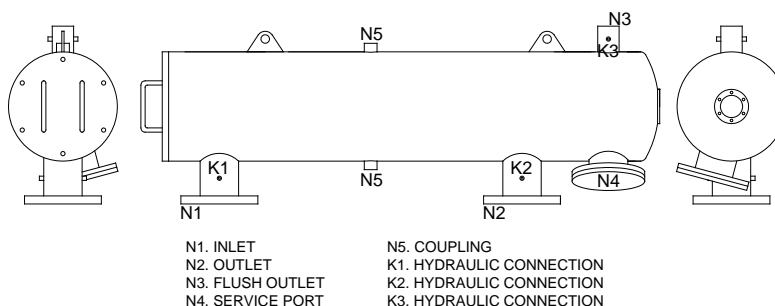 N3
N5
K3
K1
K2
N5
N4
N1
N2
N1. INLET
N2. OUTLET
N3. FLUSH OUTLET
N4. SERVICE PORT
N5. COUPLING
K1. HYDRAULIC CONNECTION
K2. HYDRAULIC CONNECTION
K3. HYDRAULIC CONNECTION